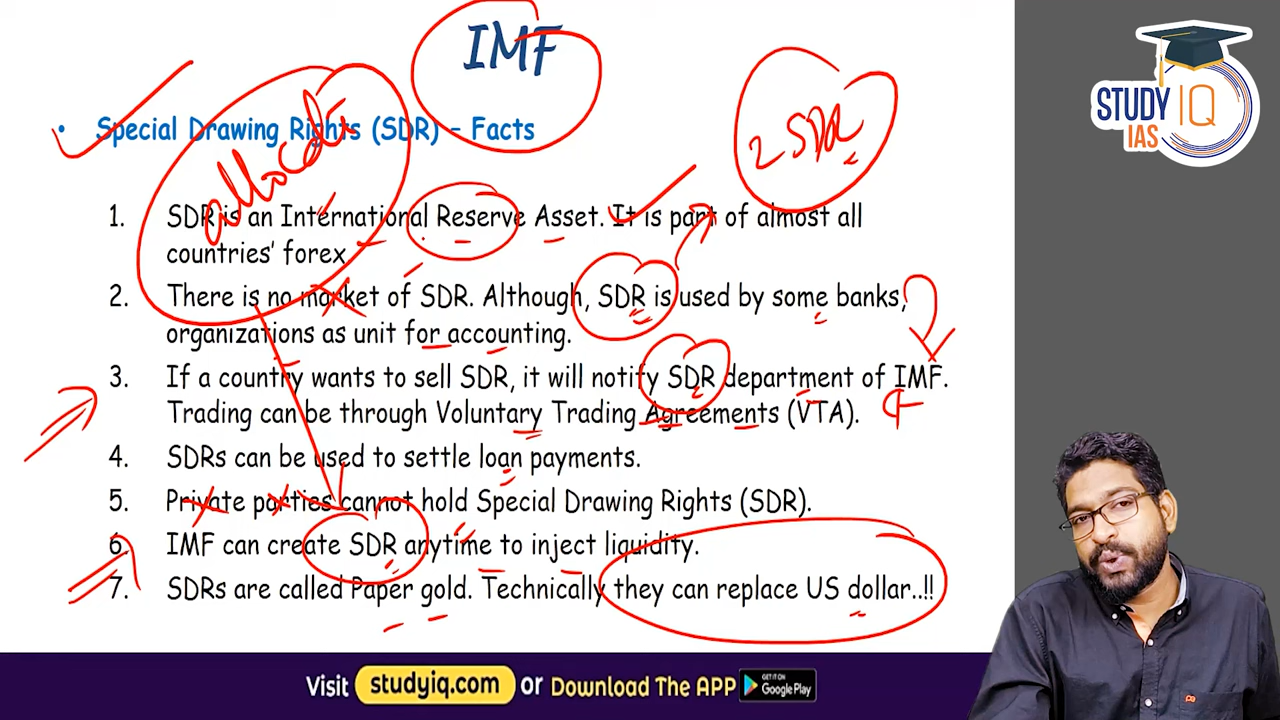 IMF
• Special Drawing Rights (SDR) – Facts
allocate
2 SDR
1. SDR is an International Reserve Asset. It is part of almost all
countries' forex
2. There is no market of SDR. Although, SDR is used by some banks,
organizations as unit for accounting.
3. If a country wants to sell SDR, it will notify SDR department of IMF.
Trading can be through Voluntary Trading Agreements (VTA).
4. SDRs can be used to settle loan payments.
5. Private parties cannot hold Special Drawing Rights (SDR).
6. IMF can create SDR anytime to inject liquidity.
7. SDRs are called Paper gold. Technically they can replace US dollar..!!
STUDY IQ
IAS
Visit studyiq.com or Download The APP GET IT ON Google Play